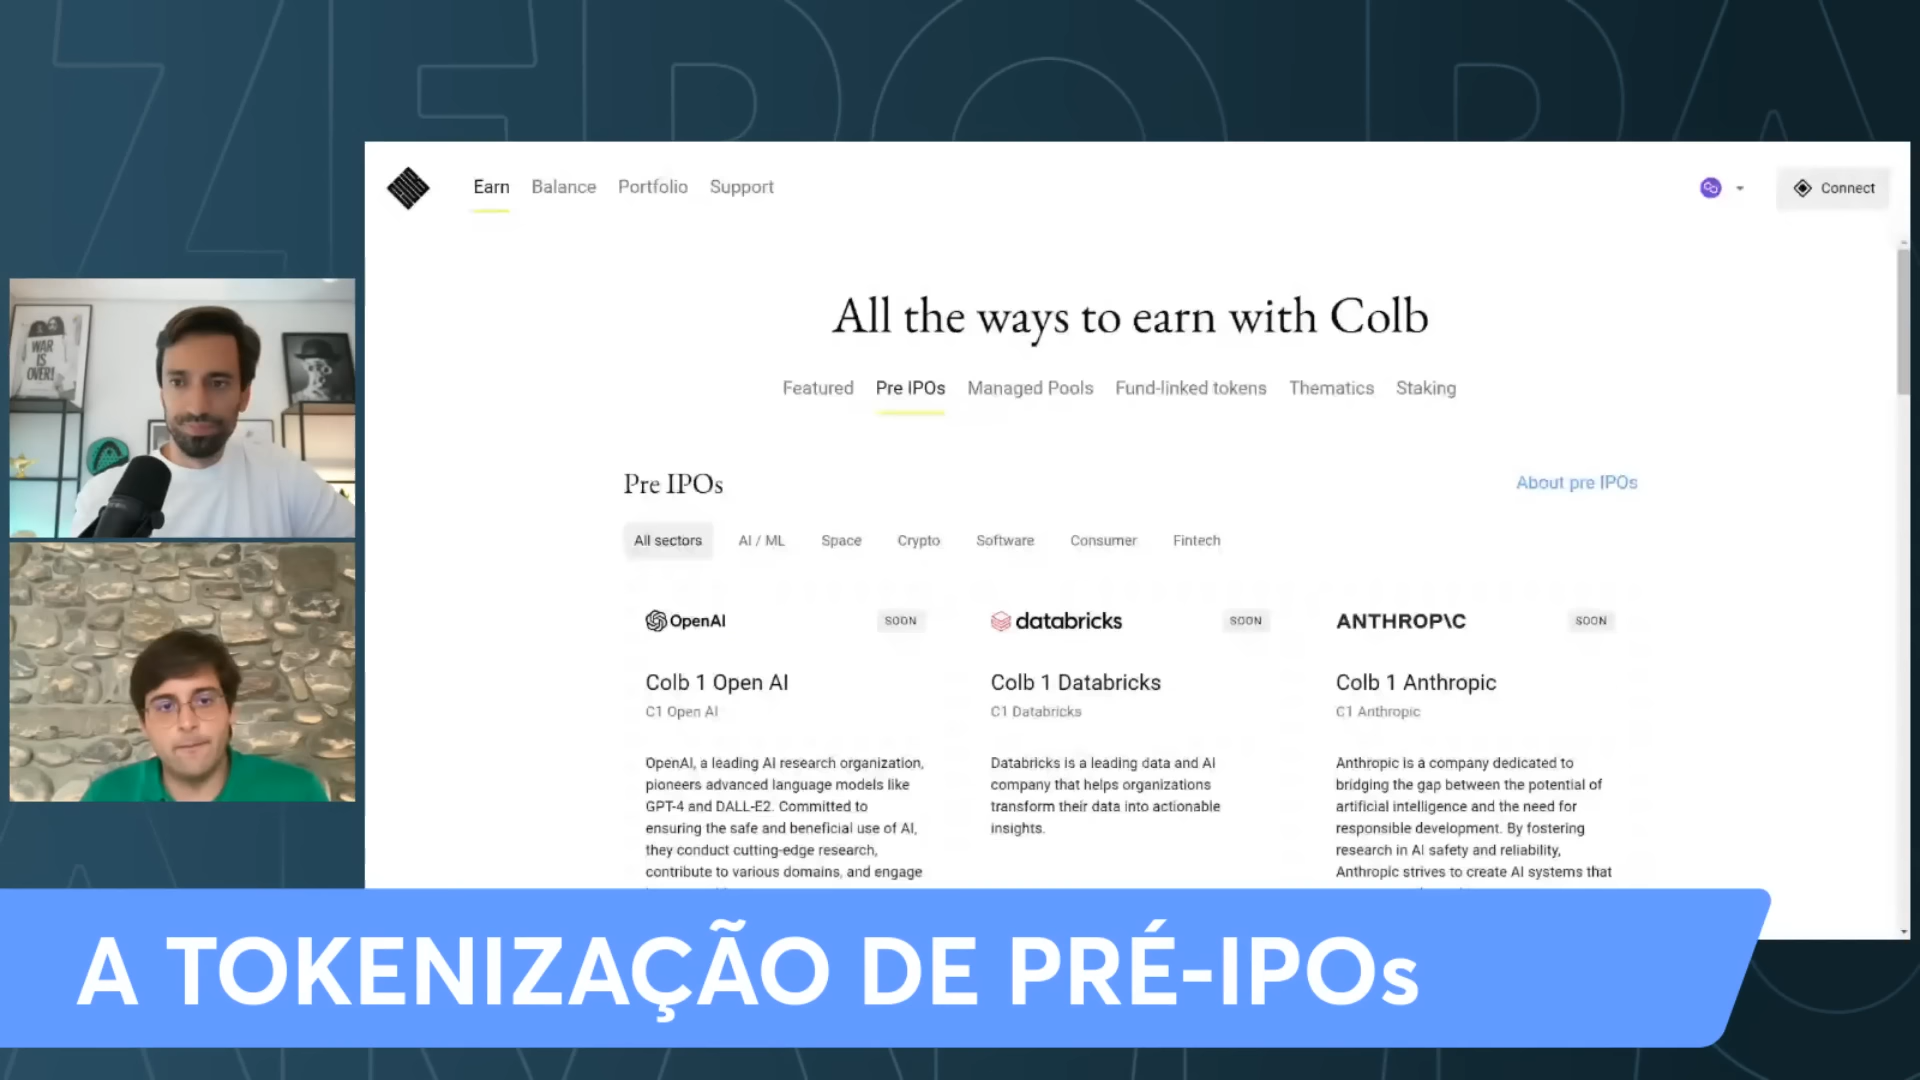 ZERO
WAR
IS
OVER!
Earn
Balance
Portfolio
Support
Connect
All the ways to earn with Colb
Featured
Pre IPOs
Managed Pools
Fund-linked tokens
Thematics
Staking
Pre IPOs
About pre IPOs
All sectors
AI / ML
Space
Crypto
Software
Consumer
Fintech
OpenAI
SOON
Colb 1 Open AI
C1 Open AI
OpenAI, a leading AI research organization,
pioneers advanced language models like
GPT-4 and DALL-E2. Committed to
ensuring the safe and beneficial use of AI,
they conduct cutting-edge research,
contribute to various domains, and engage
databricks
SOON
Colb 1 Databricks
C1 Databricks
Databricks is a leading data and AI
company that helps organizations
transform their data into actionable
insights.
ANTHROP\C
SOON
Colb 1 Anthropic
C1 Anthropic
Anthropic is a company dedicated to
bridging the gap between the potential of
artificial intelligence and the need for
responsible development. By fostering
research in AI safety and reliability,
Anthropic strives to create AI systems that
A TOKENIZAÇÃO DE PRÉ-IPOs